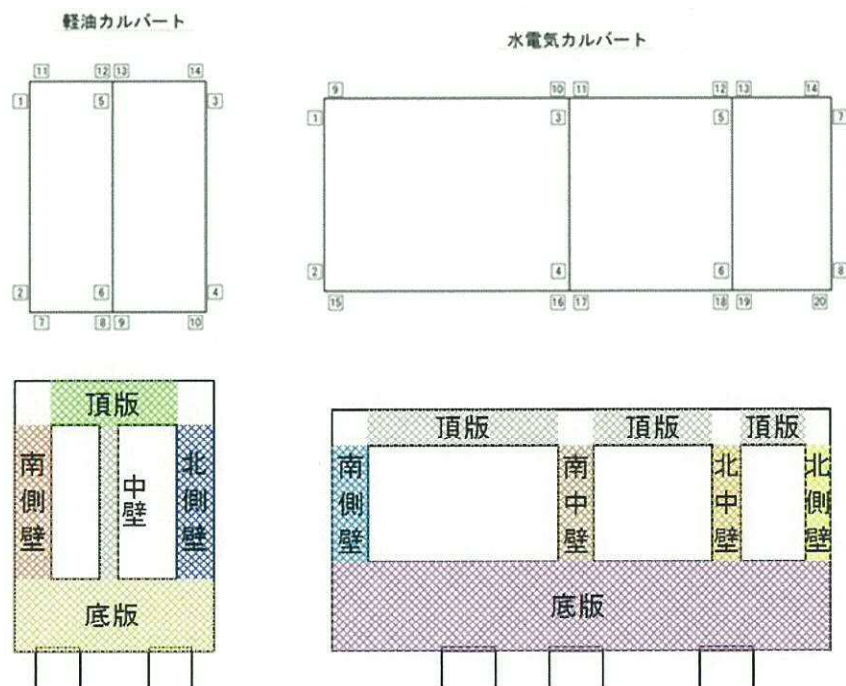 軽油カルバート
水電気カルバート
11 12 13 14
1 5 3
2 6 4
7 8 9 10
9 10 11 12 13 14
1 3 5 7
2 4 6 8
15 16 17 18 19 20
頂版
南側壁
中壁
北側壁
底版
頂版 頂版 頂版
南側壁
南中壁
北中壁
北側壁
底版